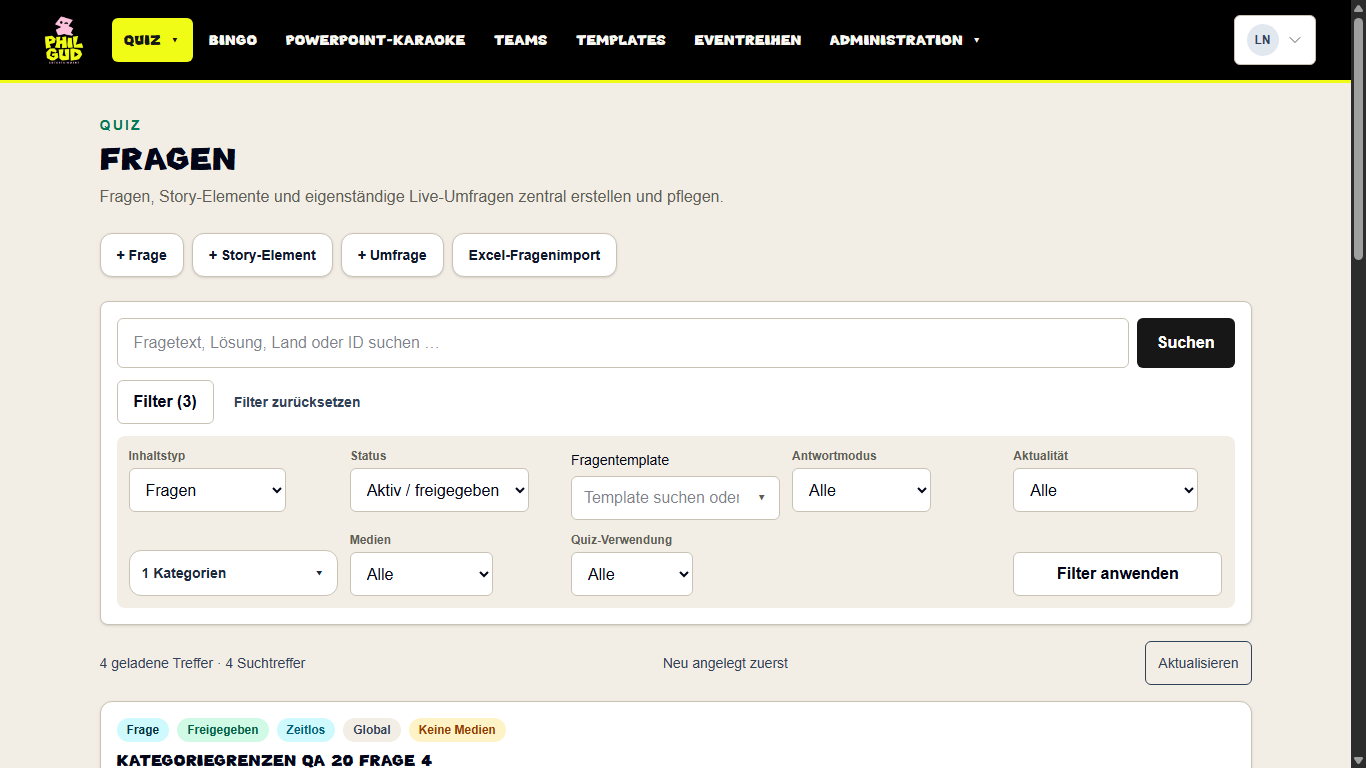 PHIL GUD
QUIZ ▼ BINGO POWERPOINT-KARAOKE TEAMS TEMPLATES EVENTREIHEN ADMINISTRATION ▼ LN
QUIZ
FRAGEN
Fragen, Story-Elemente und eigenständige Live-Umfragen zentral erstellen und pflegen.
+ Frage + Story-Element + Umfrage Excel-Fragenimport
Fragetext, Lösung, Land oder ID suchen … Suchen
Filter (3) Filter zurücksetzen
Inhaltstyp Status Fragentemplate Antwortmodus Aktualität
Fragen Aktiv / freigegeben Template suchen oder ▼ Alle Alle
Medien Quiz-Verwendung
1 Kategorien ▼ Alle Alle Filter anwenden
4 geladene Treffer · 4 Suchtreffer Neu angelegt zuerst Aktualisieren
Frage Freigegeben Zeitlos Global Keine Medien
KATEGORIEGRENZEN QA 20 FRAGE 4